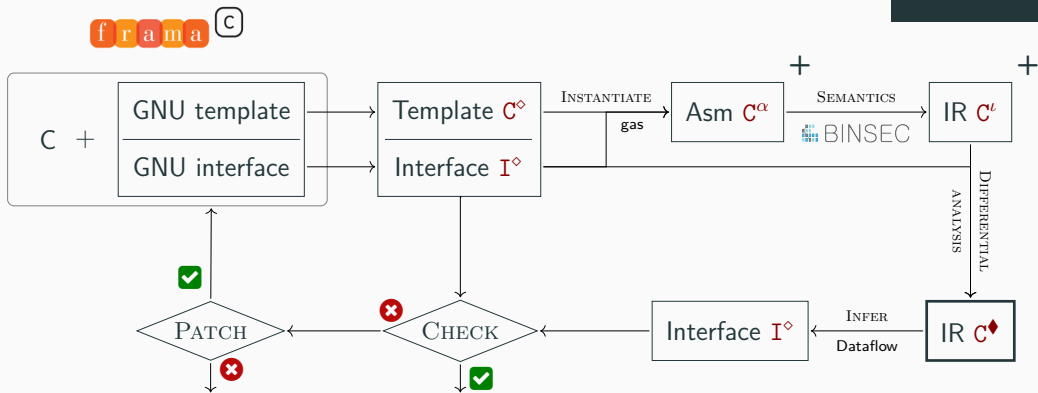 frama C
C +
GNU template
GNU interface
Template C◇
Interface I◇
INSTANTIATE
gas
Asm Cα
+
SEMANTICS
BINSEC
IR Cι
+
DIFFERENTIAL
ANALYSIS
PATCH
CHECK
Interface I◇
INFER
Dataflow
IR C♦